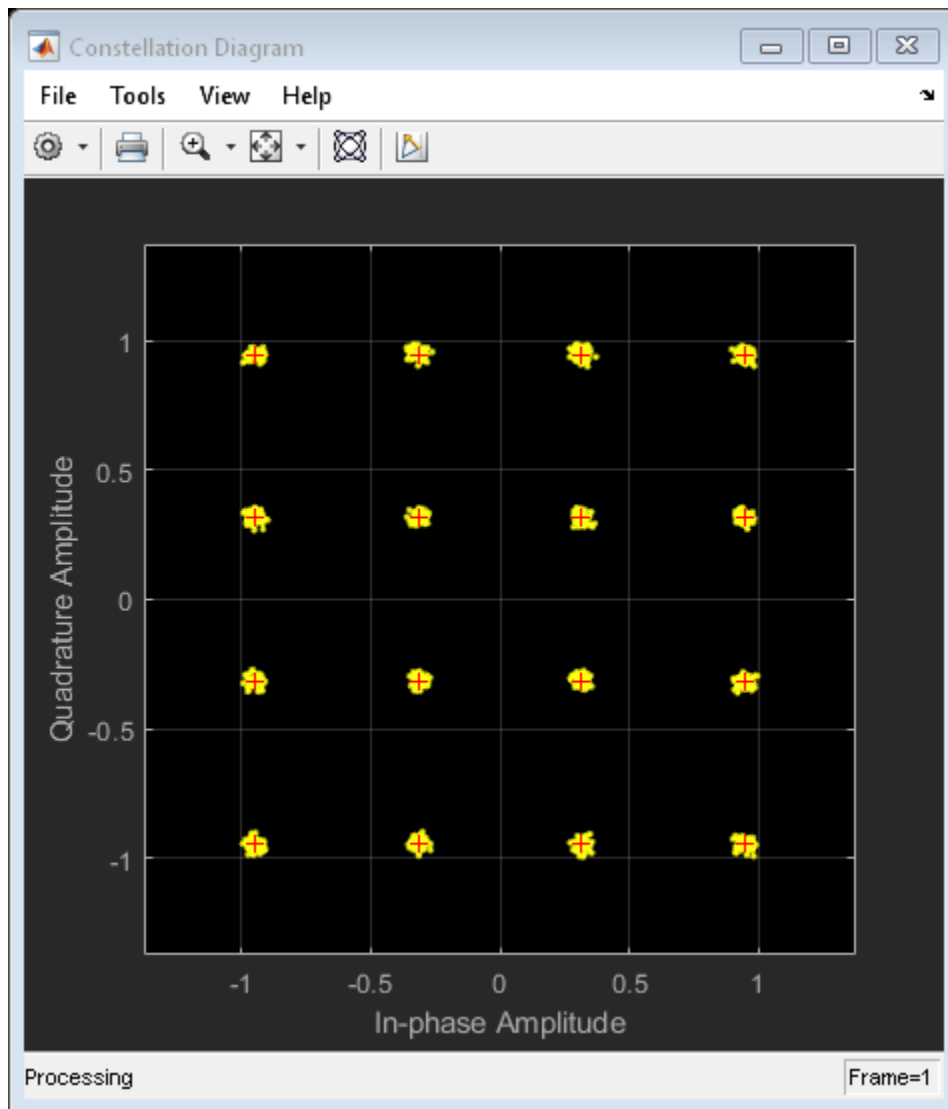 Constellation Diagram
File Tools View Help
1
0.5
0
-0.5
-1
Quadrature Amplitude
-1 -0.5 0 0.5 1
In-phase Amplitude
Processing Frame=1